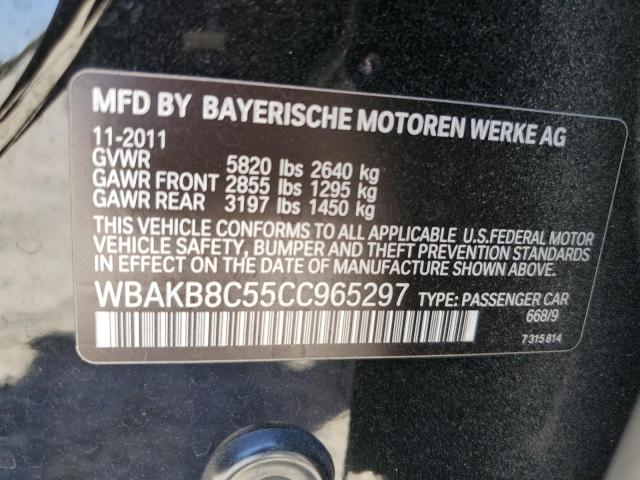 MFD BY BAYERISCHE MOTOREN WERKE AG
11-2011
GVWR 5820 lbs 2640 kg
GAWR FRONT 2855 lbs 1295 kg
GAWR REAR 3197 lbs 1450 kg
THIS VEHICLE CONFORMS TO ALL APPLICABLE U.S.FEDERAL MOTOR
VEHICLE SAFETY, BUMPER AND THEFT PREVENTION STANDARDS
IN EFFECT ON THE DATE OF MANUFACTURE SHOWN ABOVE.
WBAKB8C55CC965297 TYPE: PASSENGER CAR
668/9
7 315 814